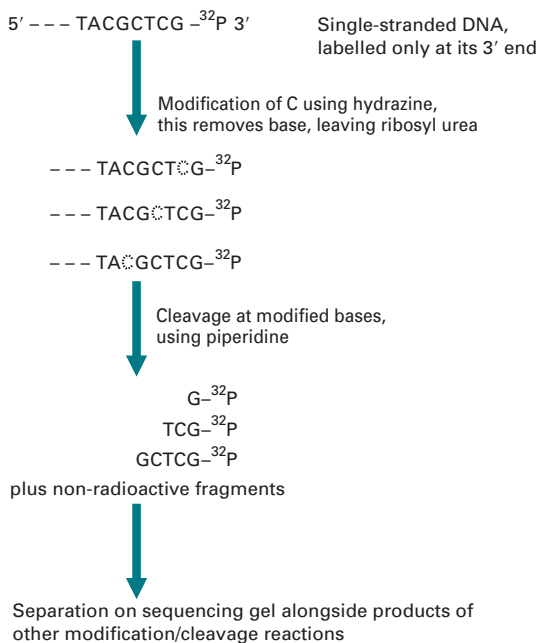 5′ – – – TACGCTCG –³²P 3′
Single-stranded DNA,
labelled only at its 3′ end
Modification of C using hydrazine,
this removes base, leaving ribosyl urea
– – – TACGCTCG–³²P
– – – TACGCTCG–³²P
– – – TACGCTCG–³²P
Cleavage at modified bases,
using piperidine
G–³²P
TCG–³²P
GCTCG–³²P
plus non-radioactive fragments
Separation on sequencing gel alongside products of
other modification/cleavage reactions